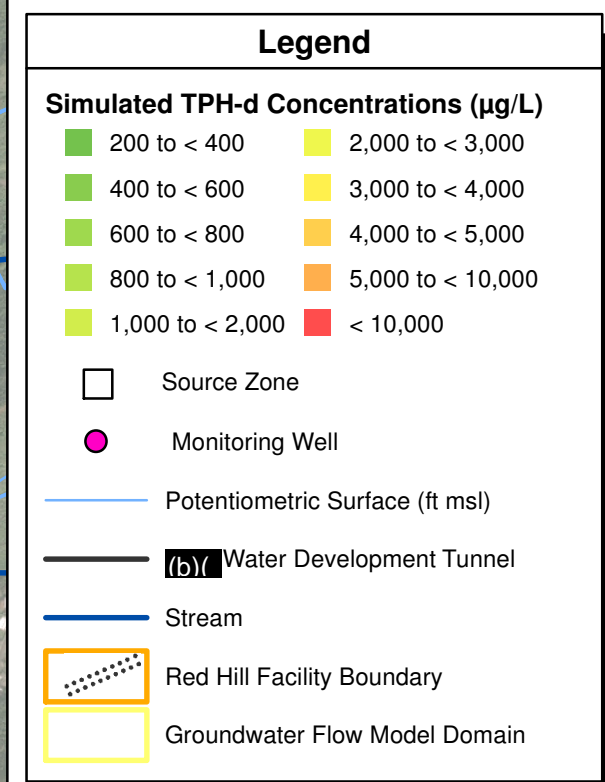 Legend
Simulated TPH-d Concentrations (µg/L)
200 to < 400
400 to < 600
600 to < 800
800 to < 1,000
1,000 to < 2,000
2,000 to < 3,000
3,000 to < 4,000
4,000 to < 5,000
5,000 to < 10,000
< 10,000
Source Zone
Monitoring Well
Potentiometric Surface (ft msl)
(b)( Water Development Tunnel
Stream
Red Hill Facility Boundary
Groundwater Flow Model Domain